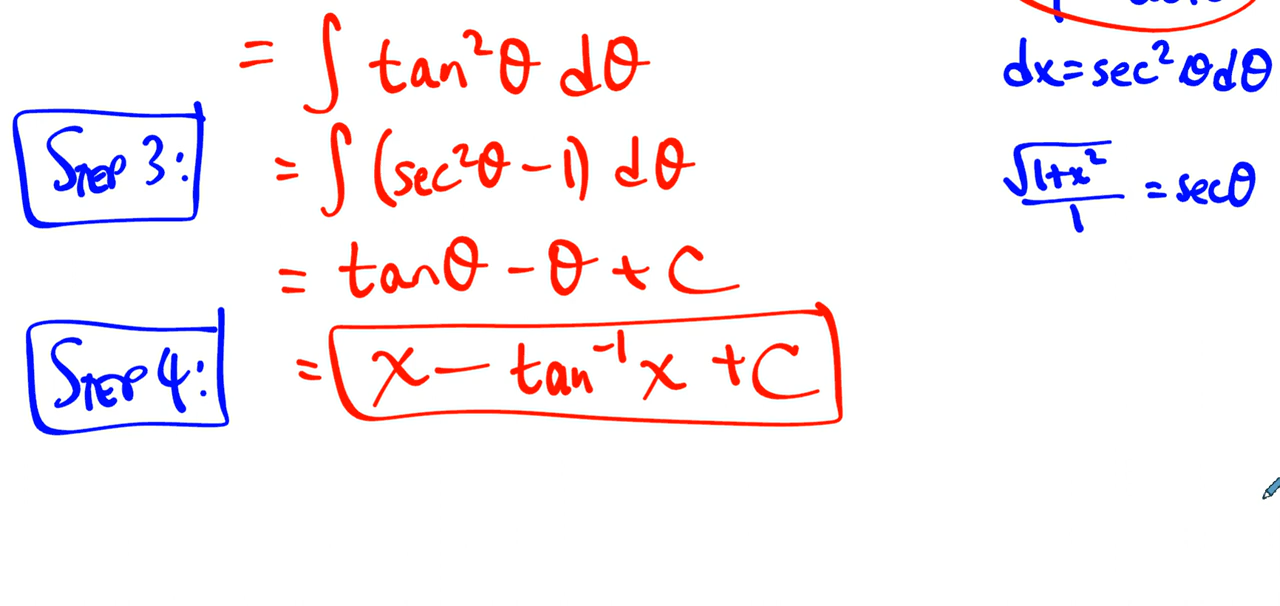 = ∫ tan²θ dθ
STEP 3: = ∫ (sec²θ − 1) dθ
= tanθ − θ + C
STEP 4: = x − tan⁻¹x + C
dx = sec²θ dθ
√(1+x²)/1 = secθ